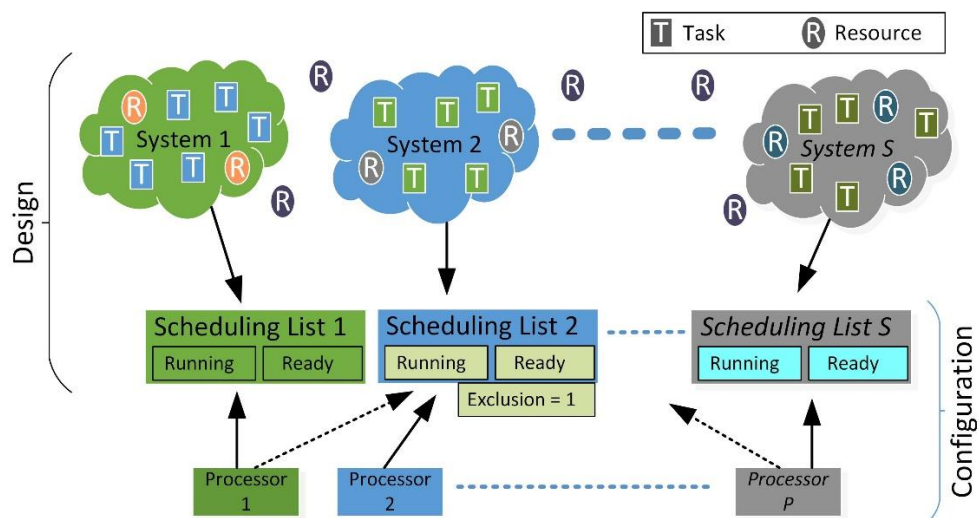 T Task R Resource
Design
R R R R R
R T T T
System 1
T T T T R
T T
System 2
R R T T
T T R T
R System S
T T R
T
Scheduling List 1
Running Ready
Scheduling List 2
Running Ready
Exclusion = 1
Scheduling List S
Running Ready
Processor
1
Processor
2
Processor
P
Configuration